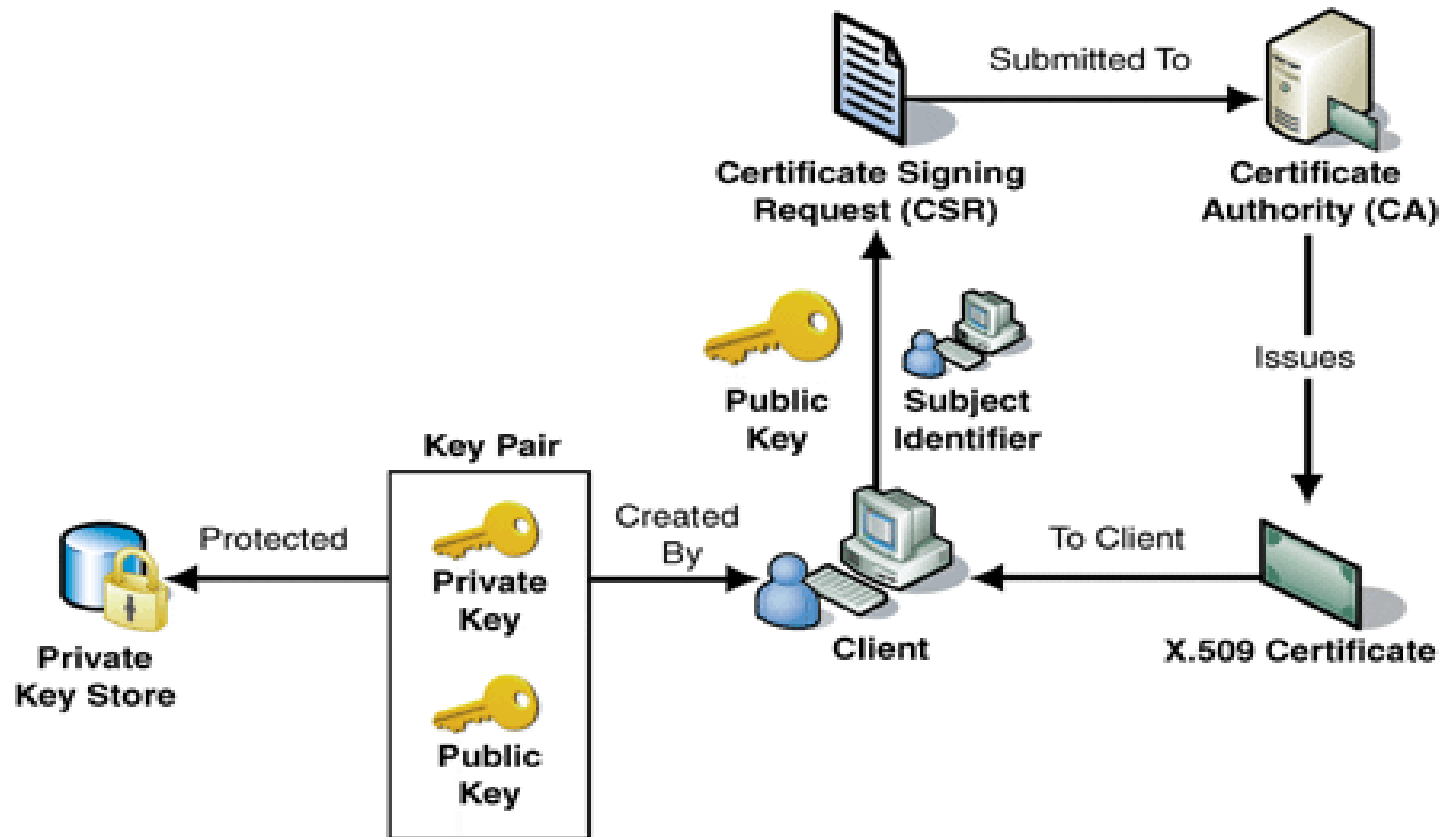 Submitted To
Certificate Signing
Request (CSR)
Certificate
Authority (CA)
Issues
Public
Key
Subject
Identifier
Key Pair
Protected
Private
Key
Created
By
To Client
Private
Key Store
Client
X.509 Certificate
Public
Key